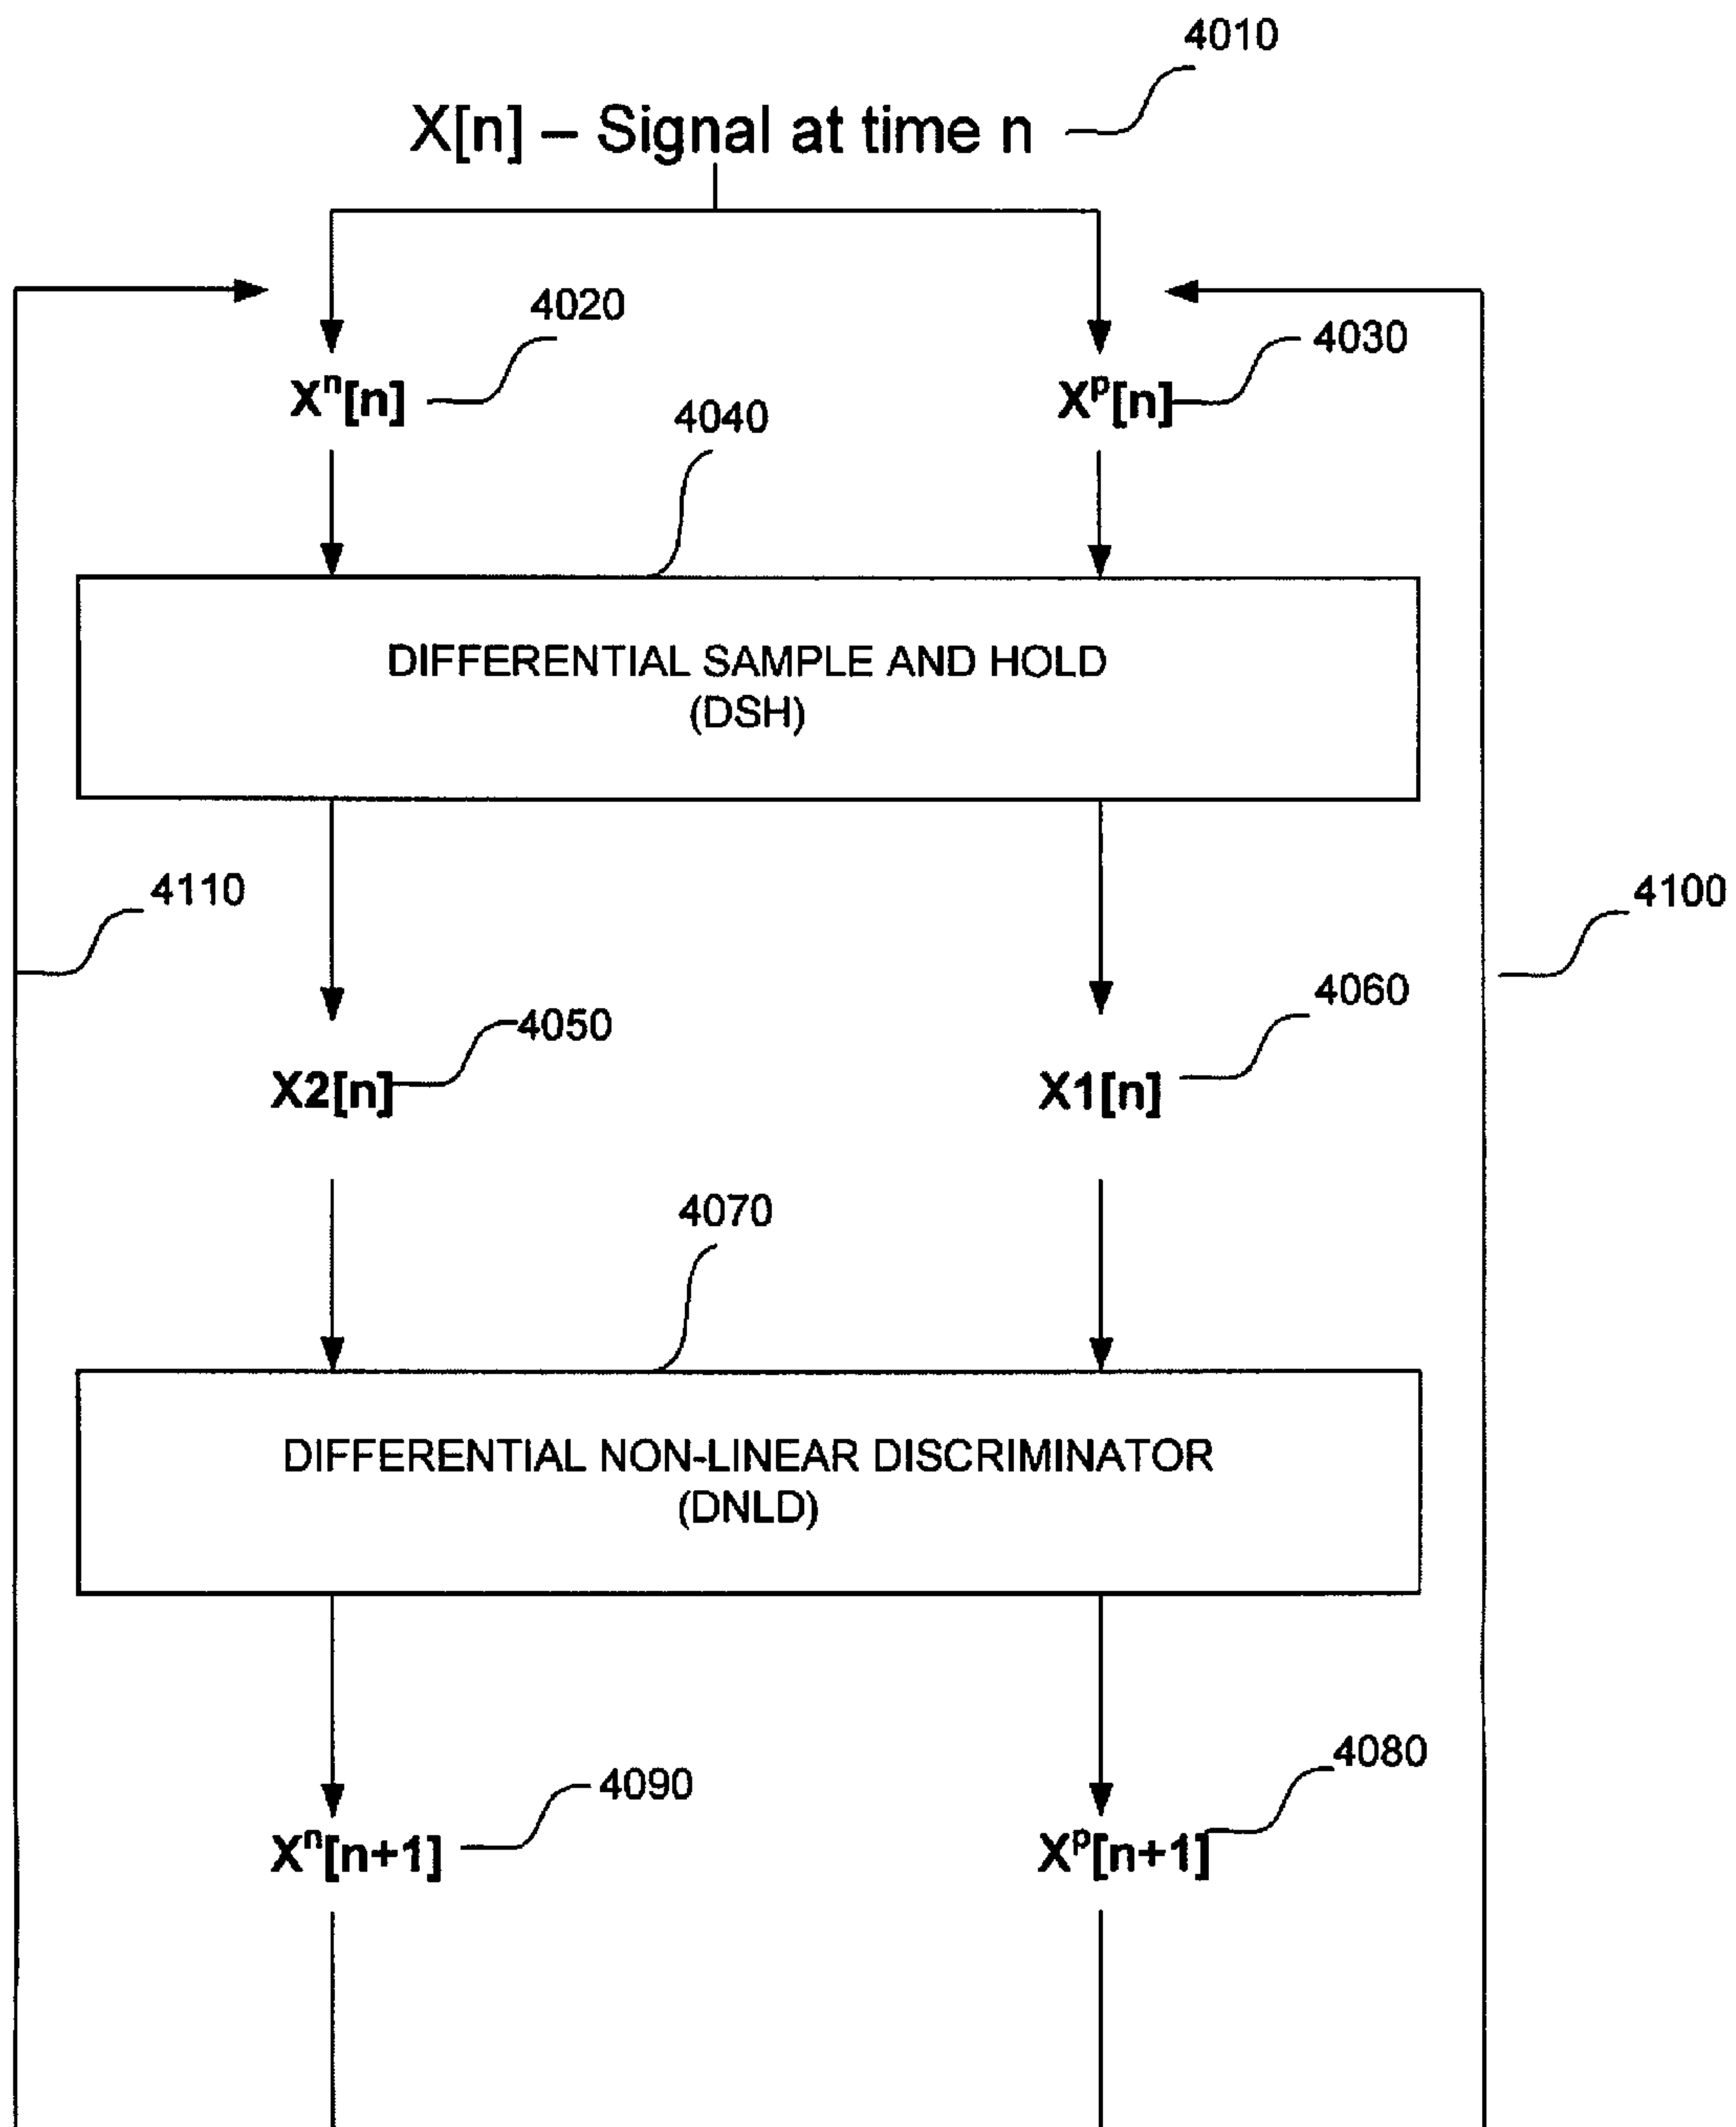 4010
X[n] – Signal at time n
4020
4030
Xⁿ[n]
Xᵖ[n]
4040
DIFFERENTIAL SAMPLE AND HOLD
(DSH)
4110
4100
4050
4060
X2[n]
X1[n]
4070
DIFFERENTIAL NON-LINEAR DISCRIMINATOR
(DNLD)
4090
4080
Xⁿ[n+1]
Xᵖ[n+1]